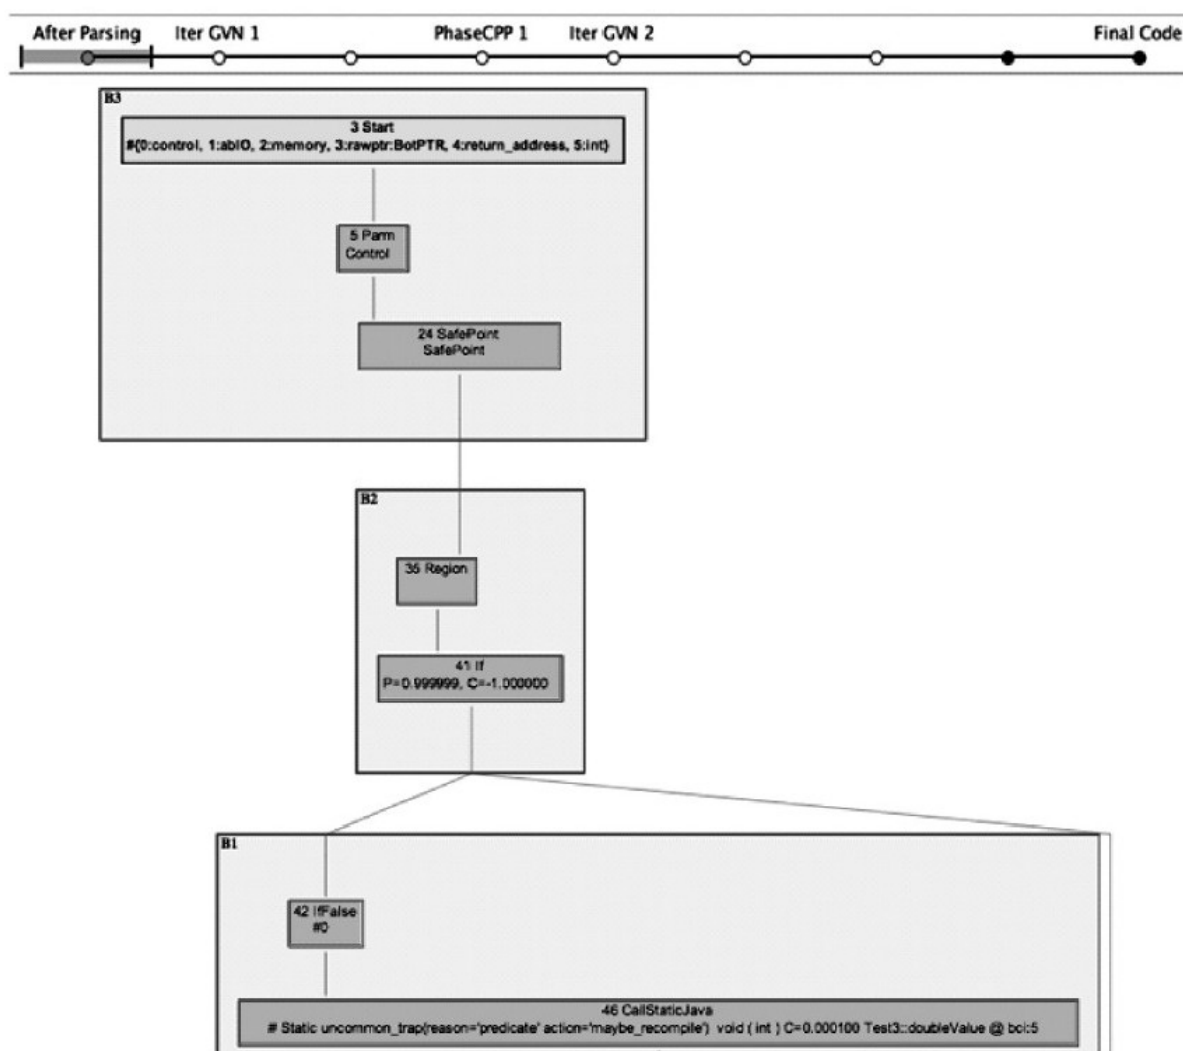 After Parsing Iter GVN 1 PhaseCPP 1 Iter GVN 2 Final Code
B3
3 Start
#{0:control, 1:abIO, 2:memory, 3:rawptr:BotPTR, 4:return_address, 5:int}
5 Parm
Control
24 SafePoint
SafePoint
B2
35 Region
41 If
P=0.999999, C=-1.000000
B1
42 IfFalse
#0
46 CallStaticJava
# Static uncommon_trap(reason='predicate' action='maybe_recompile') void ( int ) C=0.000100 Test3::doubleValue @ bci:5